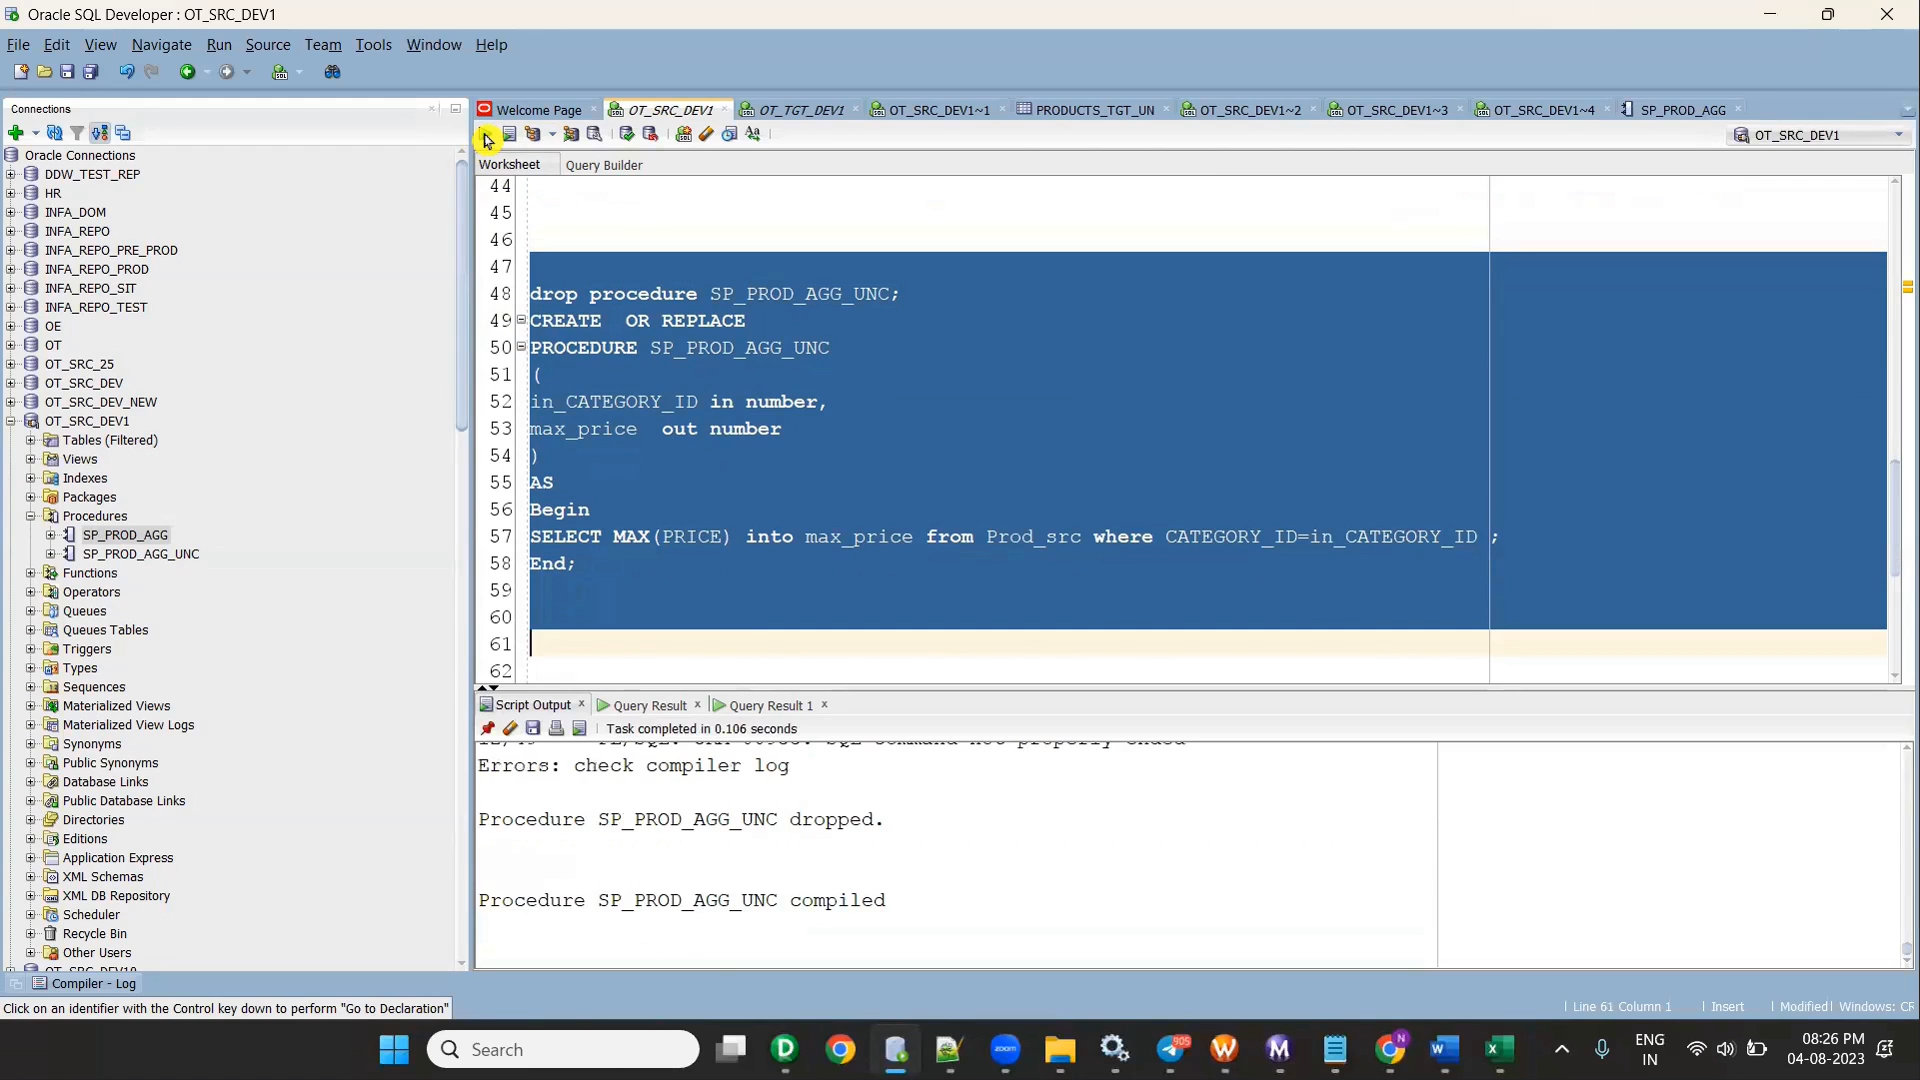 Oracle SQL Developer : OT_SRC_DEV1
File Edit View Navigate Run Source Team Tools Window Help
Connections
Welcome Page OT_SRC_DEV1 OT_TGT_DEV1 OT_SRC_DEV1~1 PRODUCTS_TGT_UN OT_SRC_DEV1~2 OT_SRC_DEV1~3 OT_SRC_DEV1~4 SP_PROD_AGG
OT_SRC_DEV1
Worksheet Query Builder
Oracle Connections
DDW_TEST_REP
HR
INFA_DOM
INFA_REPO
INFA_REPO_PRE_PROD
INFA_REPO_PROD
INFA_REPO_SIT
INFA_REPO_TEST
OE
OT
OT_SRC_25
OT_SRC_DEV
OT_SRC_DEV_NEW
OT_SRC_DEV1
Tables (Filtered)
Views
Indexes
Packages
Procedures
SP_PROD_AGG
SP_PROD_AGG_UNC
Functions
Operators
Queues
Queues Tables
Triggers
Types
Sequences
Materialized Views
Materialized View Logs
Synonyms
Public Synonyms
Database Links
Public Database Links
Directories
Editions
Application Express
XML Schemas
XML DB Repository
Scheduler
Recycle Bin
Other Users
44
45
46
47
48 drop procedure SP_PROD_AGG_UNC;
49 CREATE OR REPLACE
50 PROCEDURE SP_PROD_AGG_UNC
51 (
52 in_CATEGORY_ID in number,
53 max_price out number
54 )
55 AS
56 Begin
57 SELECT MAX(PRICE) into max_price from Prod_src where CATEGORY_ID=in_CATEGORY_ID ;
58 End;
59
60
61
62
Script Output Query Result Query Result 1
Task completed in 0.106 seconds
Errors: check compiler log
Procedure SP_PROD_AGG_UNC dropped.
Procedure SP_PROD_AGG_UNC compiled
Compiler - Log
Click on an identifier with the Control key down to perform "Go to Declaration"
Line 61 Column 1 Insert Modified Windows: CR
Search
905
zoom
ENG
IN
08:26 PM
04-08-2023